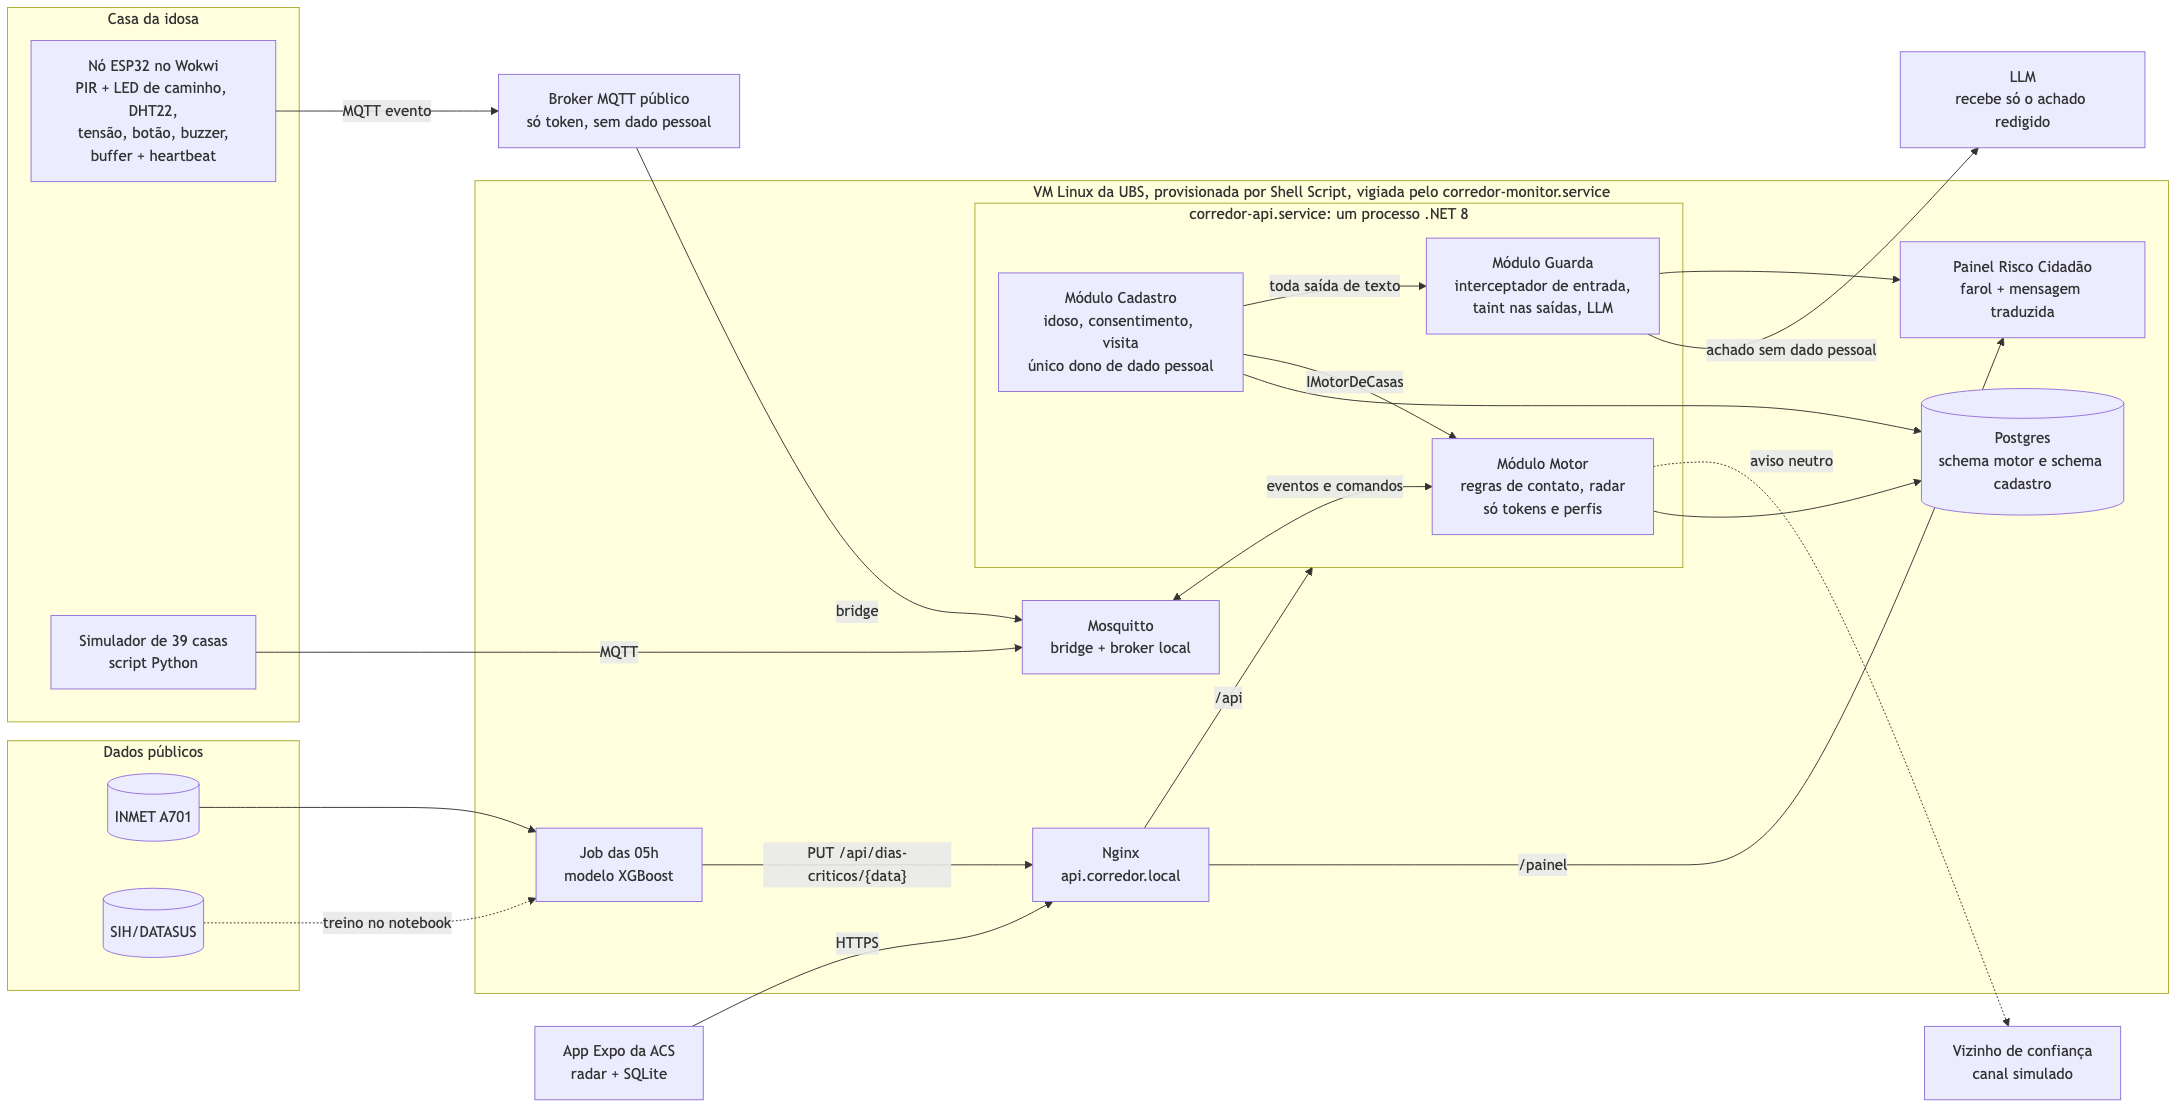 Casa da idosa
Nó ESP32 no Wokwi
PIR + LED de caminho,
DHT22,
tensão, botão, buzzer,
buffer + heartbeat
MQTT evento
Broker MQTT público
só token, sem dado pessoal
LLM
recebe só o achado
redigido
VM Linux da UBS, provisionada por Shell Script, vigiada pelo corredor-monitor.service
corredor-api.service: um processo .NET 8
Módulo Cadastro
idoso, consentimento,
visita
único dono de dado pessoal
toda saída de texto
Módulo Guarda
interceptador de entrada,
taint nas saídas, LLM
Painel Risco Cidadão
farol + mensagem
traduzida
achado sem dado pessoal
IMotorDeCasas
Postgres
schema motor e schema
cadastro
aviso neutro
Módulo Motor
regras de contato, radar
só tokens e perfis
eventos e comandos
bridge
Mosquitto
bridge + broker local
Simulador de 39 casas
script Python
MQTT
/api
Dados públicos
INMET A701
SIH/DATASUS
treino no notebook
Job das 05h
modelo XGBoost
PUT /api/dias-
criticos/{data}
Nginx
api.corredor.local
/painel
HTTPS
App Expo da ACS
radar + SQLite
Vizinho de confiança
canal simulado